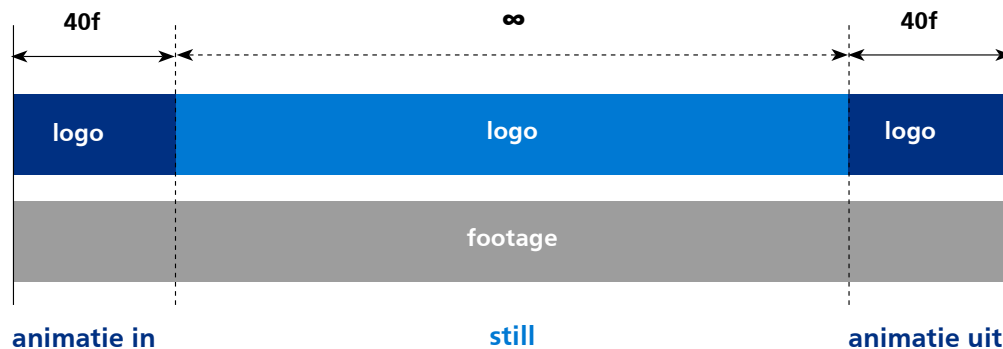 40f ∞ 40f
logo logo logo
footage
animatie in still animatie uit